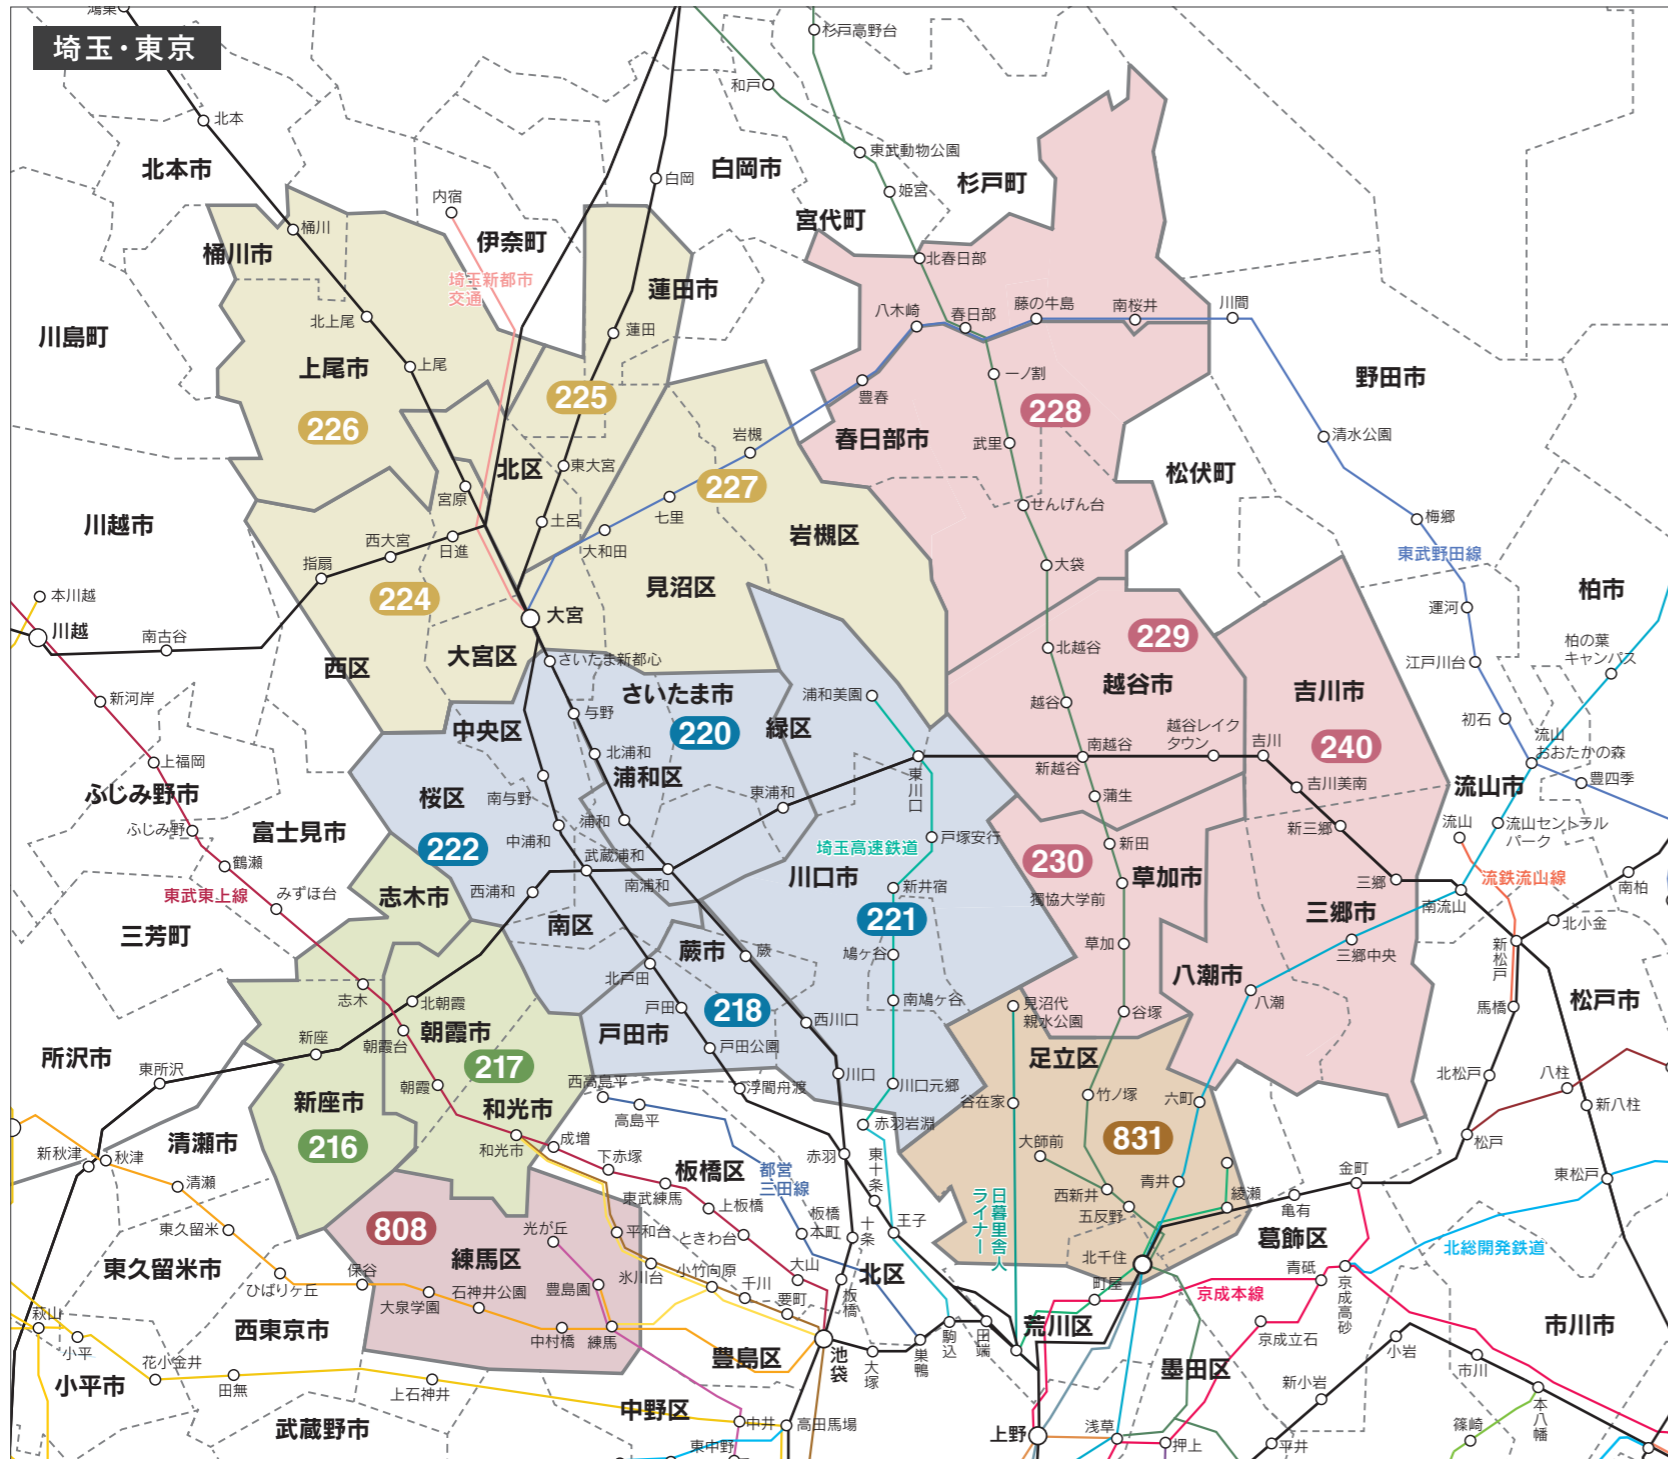 鴻巣
埼玉・東京
杉戸高野台
和戸
北本
北本市
東武動物公園
白岡市
白岡
杉戸町
姫宮
内宿
宮代町
桶川
伊奈町
桶川市
北春日部
埼玉新都市
交通
蓮田市
八木崎
春日部
藤の牛島
南桜井
川間
北上尾
蓮田
川島町
上尾市
上尾
一ノ割
野田市
豊春
225
228
226
岩槻
春日部市
武里
清水公園
北区
東大宮
松伏町
227
宮原
七里
せんげん台
川越市
土呂
梅郷
西大宮
日進
大和田
岩槻区
東武野田線
指扇
大袋
見沼区
柏市
本川越
224
運河
大宮
川越
229
南古谷
北越谷
柏の葉
キャンパス
大宮区
さいたま新都心
江戸川台
西区
越谷市
吉川市
さいたま市
浦和美園
新河岸
越谷
与野
初石
中央区
220
緑区
越谷レイク
タウン
流山
おおたかの森
吉川
240
南越谷
北浦和
上福岡
新越谷
浦和区
東川口
豊四季
ふじみ野市
桜区
南与野
東浦和
吉川美南
流山市
蒲生
ふじみ野
富士見市
浦和
新三郷
流山
流山セントラル
パーク
中浦和
戸塚安行
新田
222
埼玉高速鉄道
武蔵浦和
230
鶴瀬
川口市
草加市
三郷
流鉄流山線
南柏
東武東上線
みずほ台
志木市
西浦和
南浦和
新井宿
獨協大学前
南流山
三郷市
221
北小金
三芳町
南区
蕨市
蕨
鳩ヶ谷
草加
三郷中央
新松戸
北戸田
八潮市
志木
北朝霞
南鳩ヶ谷
八潮
松戸市
戸田
218
見沼代
親水公園
谷塚
馬橋
朝霞市
戸田市
西川口
所沢市
新座
朝霞台
戸田公園
足立区
217
東所沢
朝霞
西高島平
浮間舟渡
川口
川口元郷
北松戸
八柱
新座市
和光市
高島平
谷在家
竹ノ塚
六町
新八柱
清瀬市
216
和光市
成増
赤羽岩淵
大師前
831
松戸
新秋津
秋津
下赤塚
板橋区
都営
三田線
赤羽
東十条
金町
東松戸
清瀬
東武練馬
西新井
青井
綾瀬
日暮里舎人
ライナー
亀有
上板橋
板橋
本町
五反野
東久留米
808
光が丘
平和台
ときわ台
十条
王子
葛飾区
北総開発鉄道
練馬区
北千住
東久留米市
保谷
氷川台
小竹向原
大山
北区
青砥
ひばりヶ丘
石神井公園
豊島園
千川
板橋
町屋
京成本線
京成高砂
大泉学園
要町
萩山
西東京市
中村橋
練馬
駒込
田端
荒川区
京成立石
市川市
小平
豊島区
池袋
大塚
巣鴨
小岩
花小金井
墨田区
市川
小平市
田無
上石神井
新小岩
中野区
中井
高田馬場
武蔵野市
上野
浅草
本八幡
篠崎
東中野
押上
平井